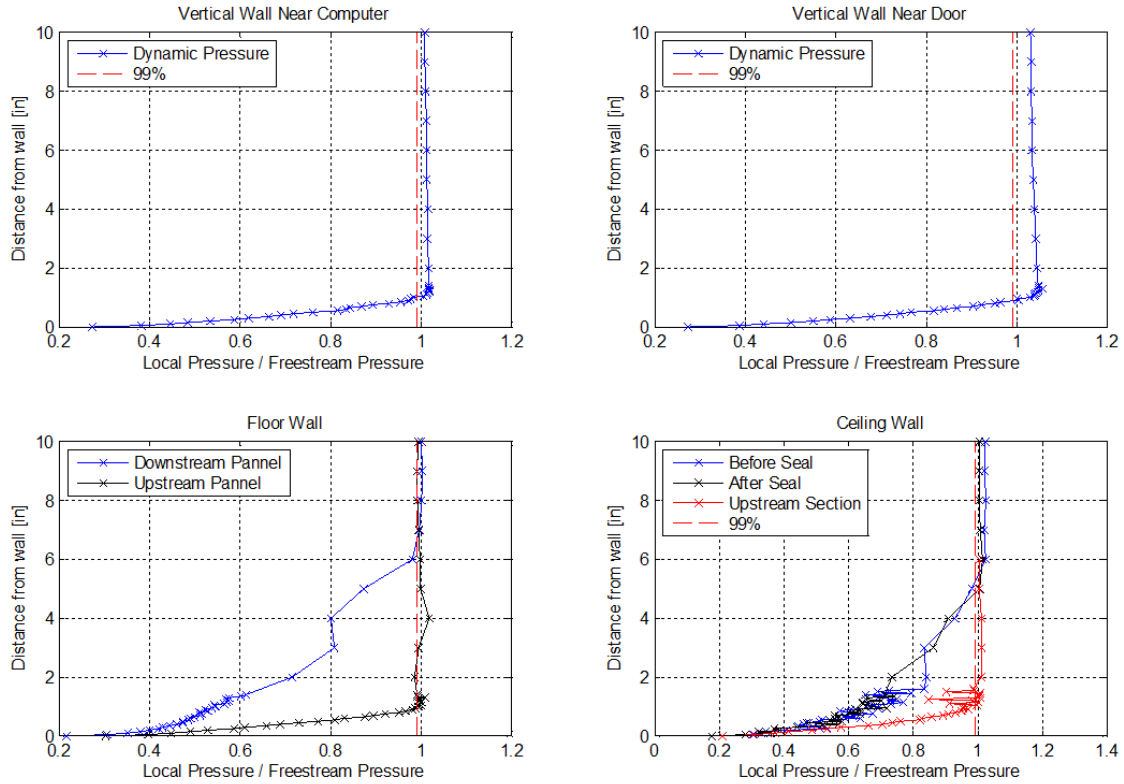 Vertical Wall Near Computer
10
8
6
4
2
0
Distance from wall [in]
Dynamic Pressure
99%
0.2 0.4 0.6 0.8 1 1.2
Local Pressure / Freestream Pressure
Vertical Wall Near Door
10
8
6
4
2
0
Distance from wall [in]
Dynamic Pressure
99%
0.2 0.4 0.6 0.8 1 1.2
Local Pressure / Freestream Pressure
Floor Wall
10
8
6
4
2
0
Distance from wall [in]
Downstream Pannel
Upstream Pannel
0.2 0.4 0.6 0.8 1 1.2
Local Pressure / Freestream Pressure
Ceiling Wall
10
8
6
4
2
0
Distance from wall [in]
Before Seal
After Seal
Upstream Section
99%
0 0.2 0.4 0.6 0.8 1 1.2 1.4
Local Pressure / Freestream Pressure